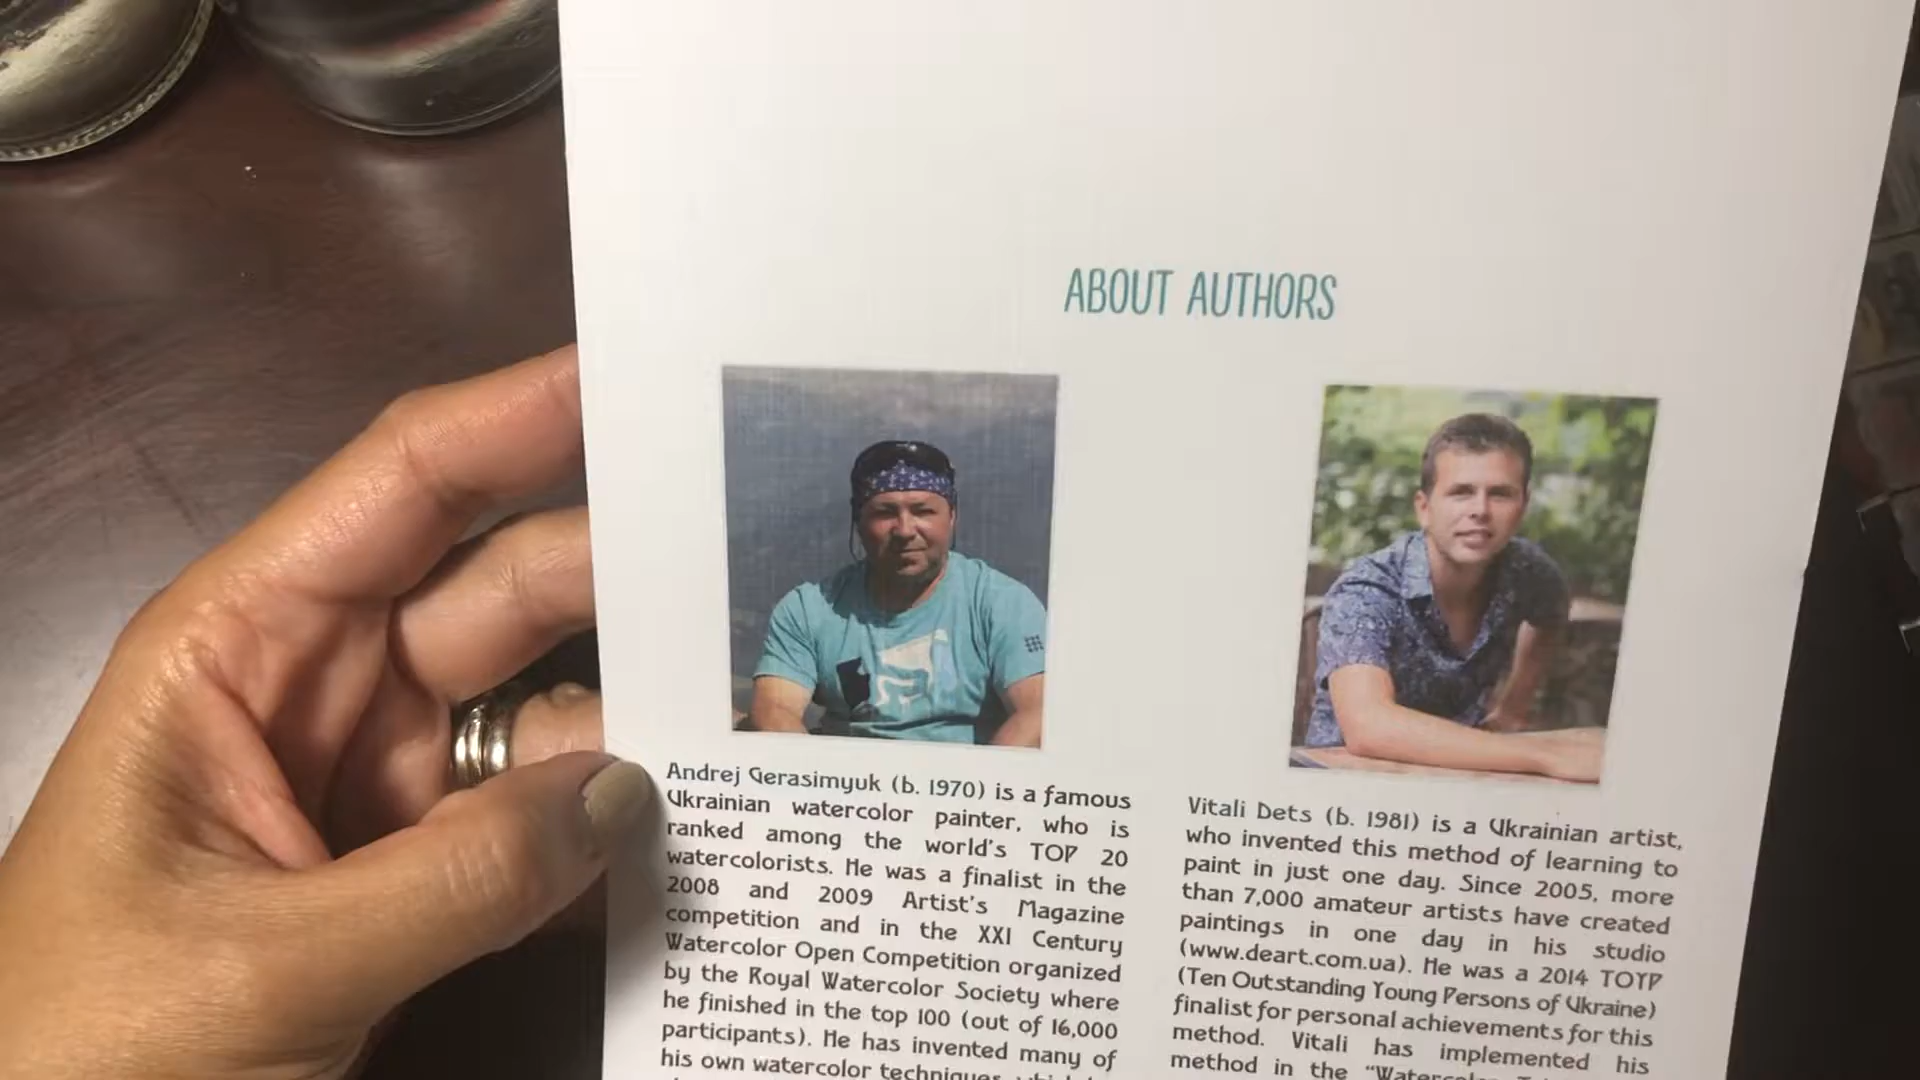 ABOUT AUTHORS
Andrej Gerasimyuk (b. 1970) is a famous
Ukrainian watercolor painter, who is
ranked among the world's TOP 20
watercolorists. He was a finalist in the
2008 and 2009 Artist's Magazine
competition and in the XXI Century
Watercolor Open Competition organized
by the Royal Watercolor Society where
he finished in the top 100 (out of 16,000
participants). He has invented many of
his own watercolor techniques
Vitali Dets (b. 1981) is a Ukrainian artist,
who invented this method of learning to
paint in just one day. Since 2005, more
than 7,000 amateur artists have created
paintings in one day in his studio
(www.deart.com.ua). He was a 2014 TOYP
(Ten Outstanding Young Persons of Ukraine)
finalist for personal achievements for this
method. Vitali has implemented his
method in the